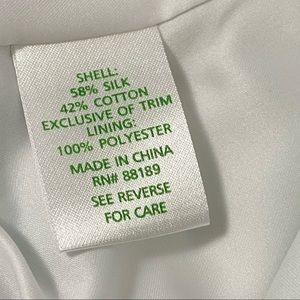 SHELL:
58% SILK
42% COTTON
EXCLUSIVE OF TRIM
LINING:
100% POLYESTER
MADE IN CHINA
RN# 88189
SEE REVERSE
FOR CARE